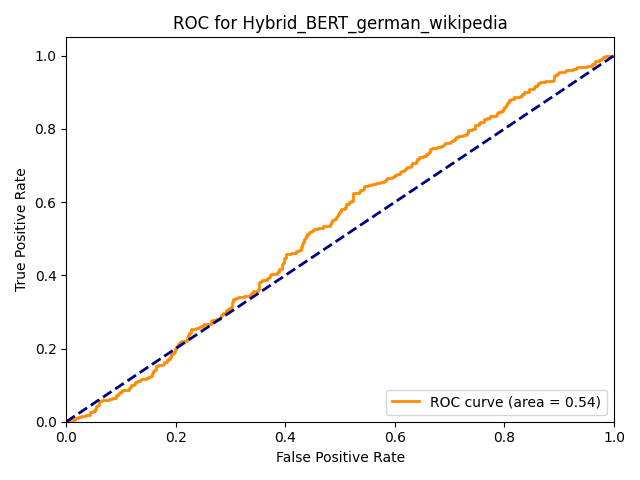 ROC for Hybrid_BERT_german_wikipedia
1.0
0.8
0.6
0.4
0.2
0.0
True Positive Rate
ROC curve (area = 0.54)
0.0 0.2 0.4 0.6 0.8 1.0
False Positive Rate